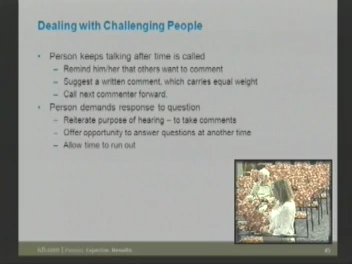 Dealing with Challenging People
• Person keeps talking after time is called
– Remind him/her that others want to comment
– Suggest a written comment, which carries equal weight
– Call next commenter forward.
• Person demands response to question
– Reiterate purpose of hearing – to take comments
– Offer opportunity to answer questions at another time
– Allow time to run out
Expertise. Results.